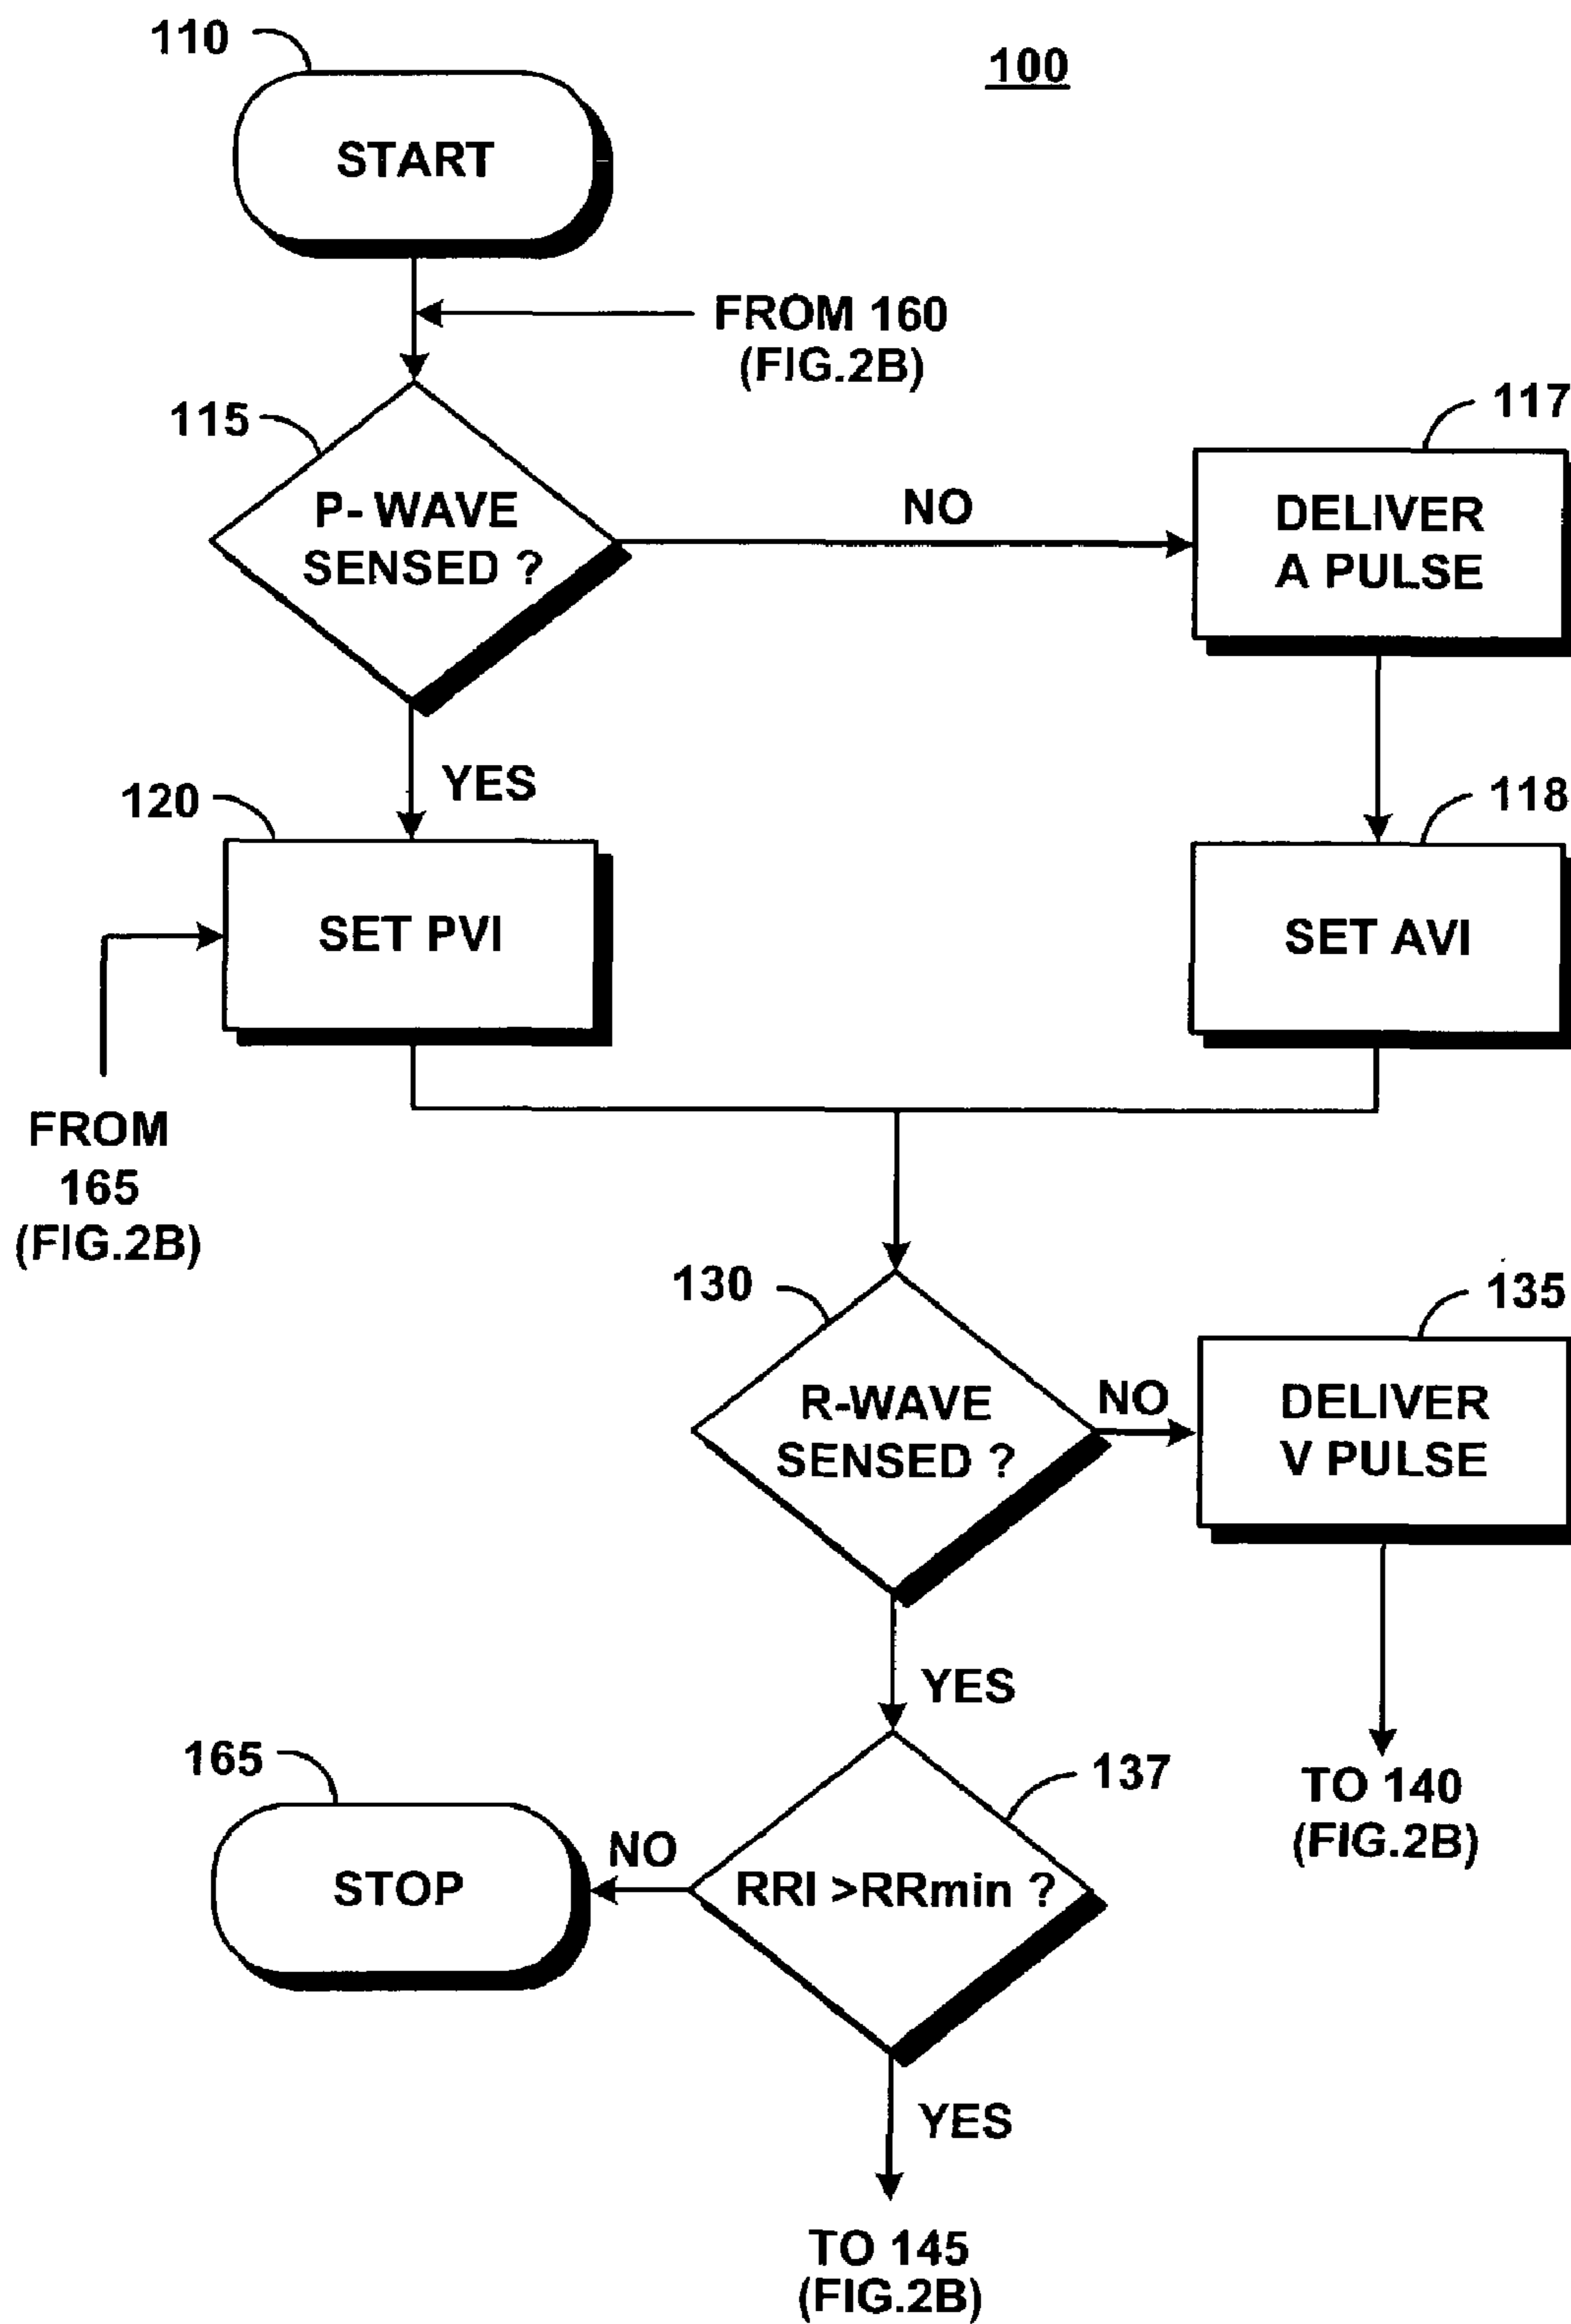 110
100
START
FROM 160
(FIG.2B)
115
117
P- WAVE
SENSED ?
NO
DELIVER
A PULSE
YES
120
118
SET PVI
SET AVI
FROM
165
(FIG.2B)
130
135
R-WAVE
SENSED ?
NO
DELIVER
V PULSE
YES
165
137
TO 140
(FIG.2B)
STOP
NO
RRI >RRmin ?
YES
TO 145
(FIG.2B)